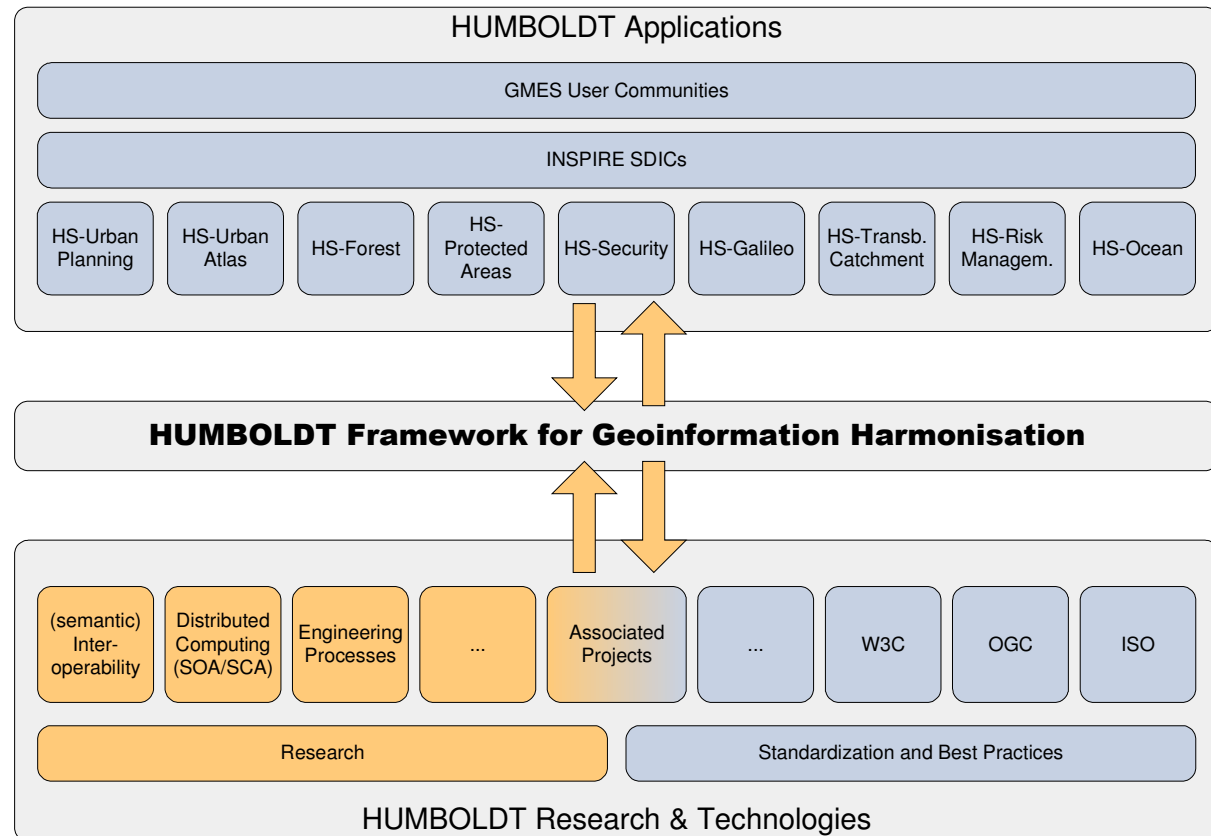 HUMBOLDT Applications
GMES User Communities
INSPIRE SDICs
HS-Urban
Planning
HS-Urban
Atlas
HS-Forest
HS-
Protected
Areas
HS-Security
HS-Galileo
HS-Transb.
Catchment
HS-Risk
Managem.
HS-Ocean
HUMBOLDT Framework for Geoinformation Harmonisation
(semantic)
Inter-
operability
Distributed
Computing
(SOA/SCA)
Engineering
Processes
...
Associated
Projects
...
W3C
OGC
ISO
Research
Standardization and Best Practices
HUMBOLDT Research & Technologies